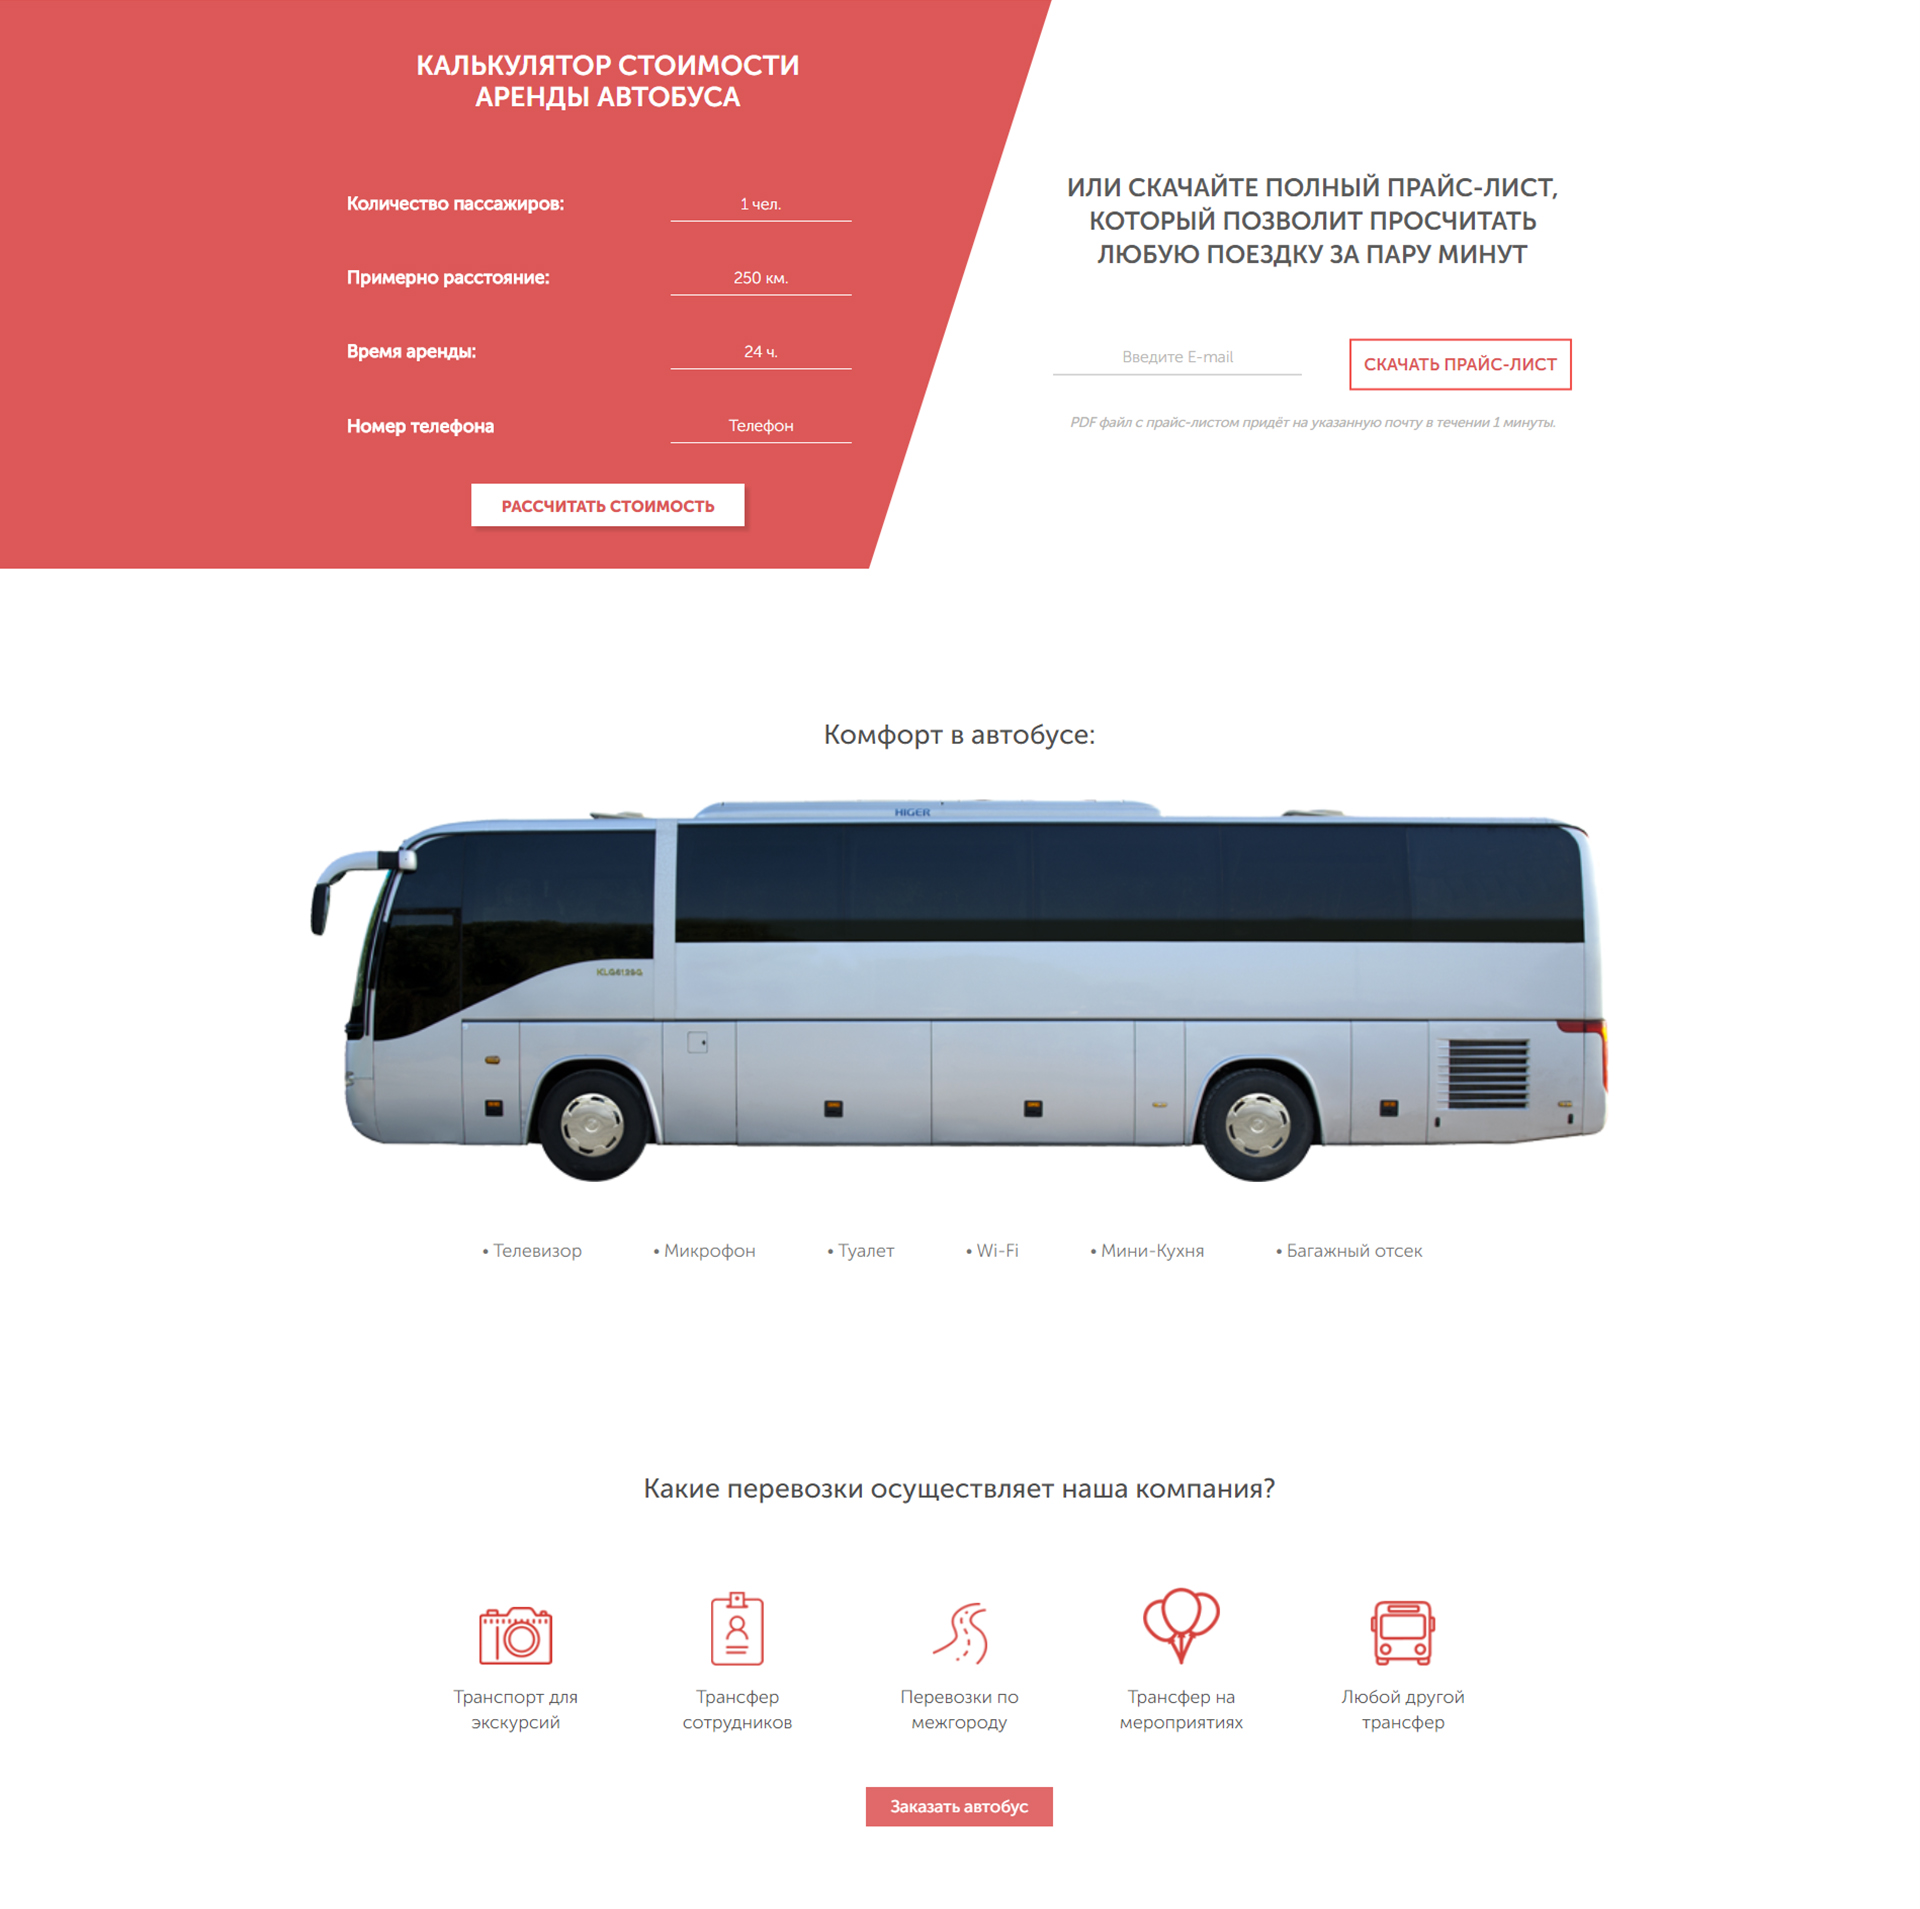 КАЛЬКУЛЯТОР СТОИМОСТИ
АРЕНДЫ АВТОБУСА
Количество пассажиров:
1 чел.
Примерно расстояние:
250 км.
Время аренды:
24 ч.
Номер телефона
Телефон
РАССЧИТАТЬ СТОИМОСТЬ
ИЛИ СКАЧАЙТЕ ПОЛНЫЙ ПРАЙС-ЛИСТ,
КОТОРЫЙ ПОЗВОЛИТ ПРОСЧИТАТЬ
ЛЮБУЮ ПОЕЗДКУ ЗА ПАРУ МИНУТ
Введите E-mail
СКАЧАТЬ ПРАЙС-ЛИСТ
PDF файл с прайс-листом придёт на указанную почту в течении 1 минуты.
Комфорт в автобусе:
HIGER
• Телевизор
• Микрофон
• Туалет
• Wi-Fi
• Мини-Кухня
• Багажный отсек
Какие перевозки осуществляет наша компания?
Транспорт для
экскурсий
Трансфер
сотрудников
Перевозки по
межгороду
Трансфер на
мероприятиях
Любой другой
трансфер
Заказать автобус